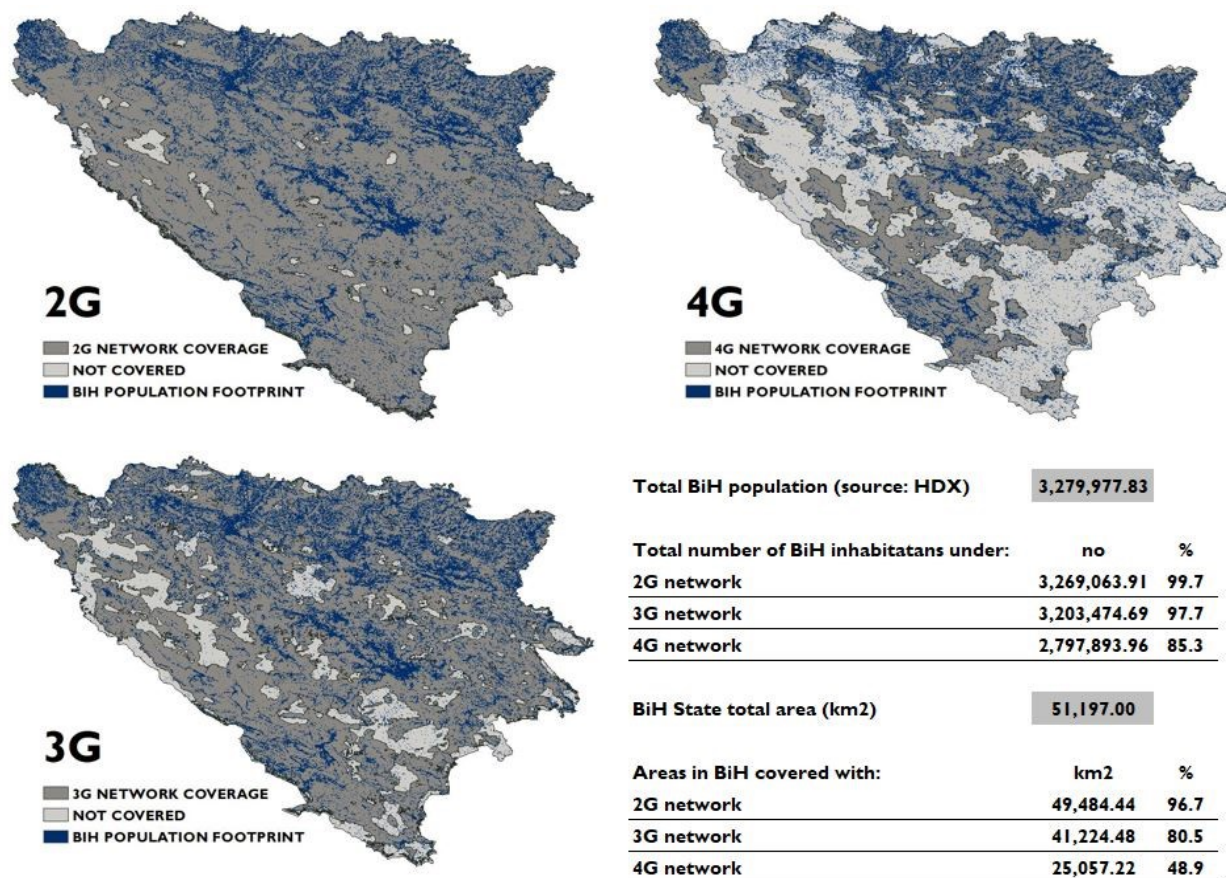 2G
2G NETWORK COVERAGE
NOT COVERED
BIH POPULATION FOOTPRINT
4G
4G NETWORK COVERAGE
NOT COVERED
BIH POPULATION FOOTPRINT
3G
3G NETWORK COVERAGE
NOT COVERED
BIH POPULATION FOOTPRINT
Total BiH population (source: HDX) 3,279,977.83
Total number of BiH inhabitatans under: no %
2G network 3,269,063.91 99.7
3G network 3,203,474.69 97.7
4G network 2,797,893.96 85.3
BiH State total area (km2) 51,197.00
Areas in BiH covered with: km2 %
2G network 49,484.44 96.7
3G network 41,224.48 80.5
4G network 25,057.22 48.9